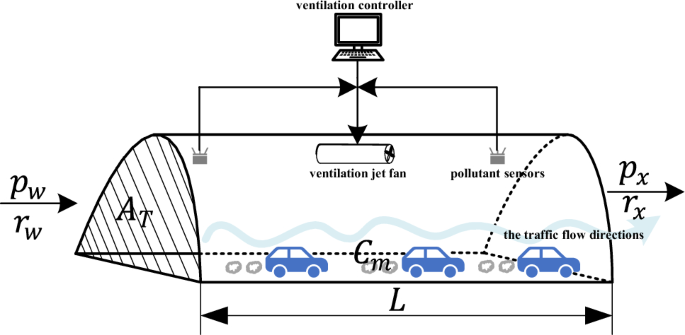 ventilation controller
ventilation jet fan
pollutant sensors
p_w
r_w
A_T
p_x
r_x
the traffic flow directions
C_m
L